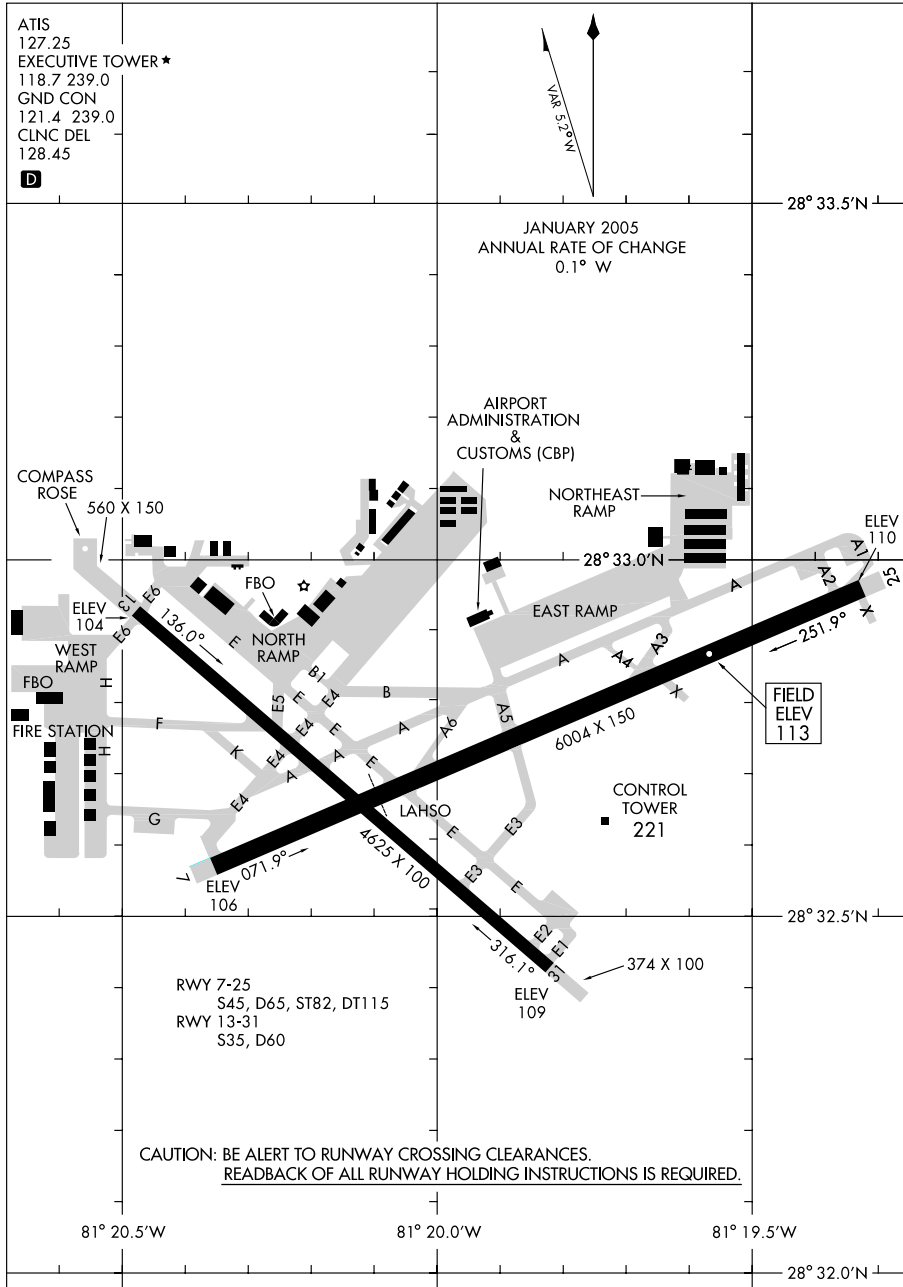 ATIS
127.25
EXECUTIVE TOWER ★
118.7 239.0
GND CON
121.4 239.0
CLNC DEL
128.45
D
VAR 5.2° W
28° 33.5'N
JANUARY 2005
ANNUAL RATE OF CHANGE
0.1° W
AIRPORT
ADMINISTRATION
&
CUSTOMS (CBP)
COMPASS
ROSE
560 X 150
NORTHEAST
RAMP
ELEV
110
28° 33.0'N
A1
A2
25
X
A
FBO
ELEV
104
13
E6
E6
136.0°
E
NORTH
RAMP
EAST RAMP
251.9°
WEST
RAMP
FBO
H
B1
E4
B
A
A4
A3
X
FIELD
ELEV
113
E5
E
E
E4
A
A6
A5
6004 X 150
FIRE STATION
H
F
K
E4
A
A
E
E4
LAHSO
CONTROL
TOWER
221
G
4625 X 100
E
E3
7
ELEV
106
071.9°
E3
E
28° 32.5'N
E2
E1
316.1°
31
374 X 100
ELEV
109
RWY 7-25
S45, D65, ST82, DT115
RWY 13-31
S35, D60
CAUTION: BE ALERT TO RUNWAY CROSSING CLEARANCES.
READBACK OF ALL RUNWAY HOLDING INSTRUCTIONS IS REQUIRED.
81° 20.5'W
81° 20.0'W
81° 19.5'W
28° 32.0'N